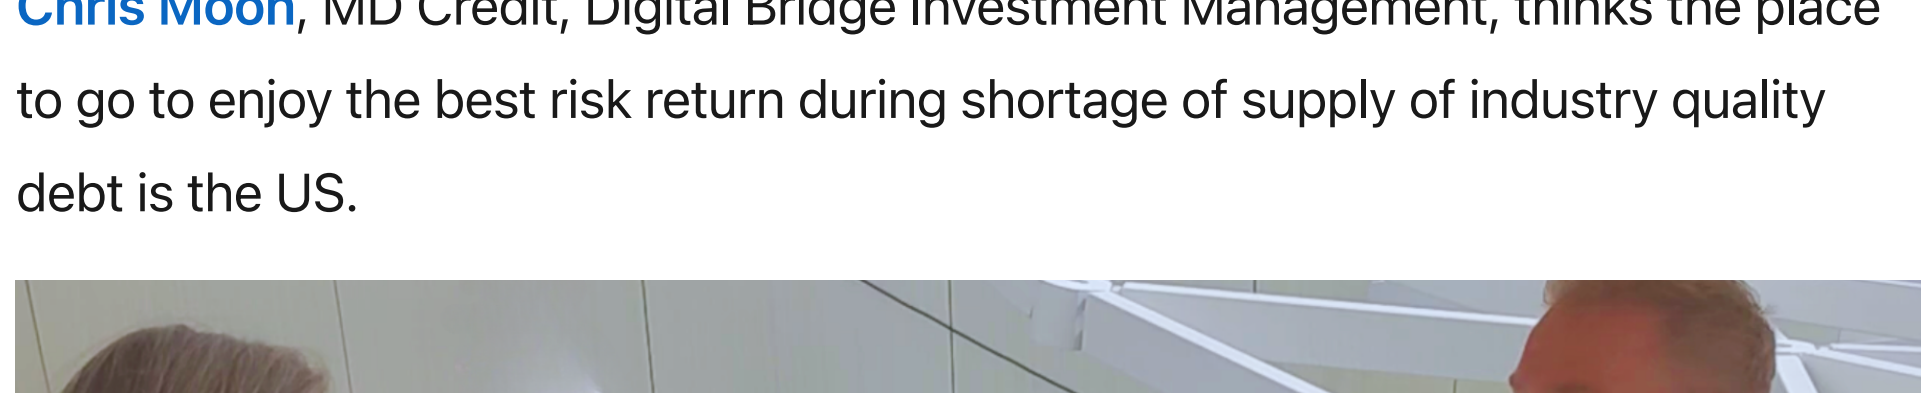 Chris Moon, MD Credit, Digital Bridge Investment Management, thinks the place
to go to enjoy the best risk return during shortage of supply of industry quality
debt is the US.